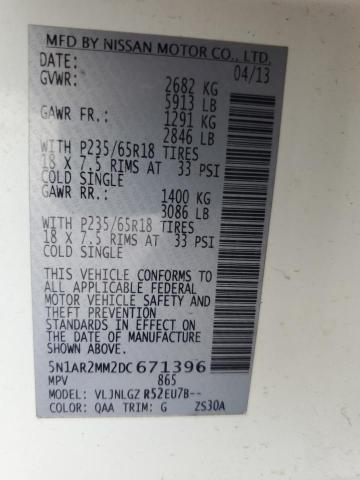 MFD BY NISSAN MOTOR CO., LTD.
DATE: 04/13
GVWR: 2682 KG
5913 LB
GAWR FR.: 1291 KG
2846 LB
WITH P235/65R18 TIRES
18 X 7.5 RIMS AT 33 PSI
COLD SINGLE
GAWR RR.: 1400 KG
3086 LB
WITH P235/65R18 TIRES
18 X 7.5 RIMS AT 33 PSI
COLD SINGLE
THIS VEHICLE CONFORMS TO
ALL APPLICABLE FEDERAL
MOTOR VEHICLE SAFETY AND
THEFT PREVENTION
STANDARDS IN EFFECT ON
THE DATE OF MANUFACTURE
SHOWN ABOVE.
5N1AR2MM2DC671396
MPV 865
MODEL: VLJNLGZ R52EU7B--
COLOR: QAA TRIM: G ZS30A